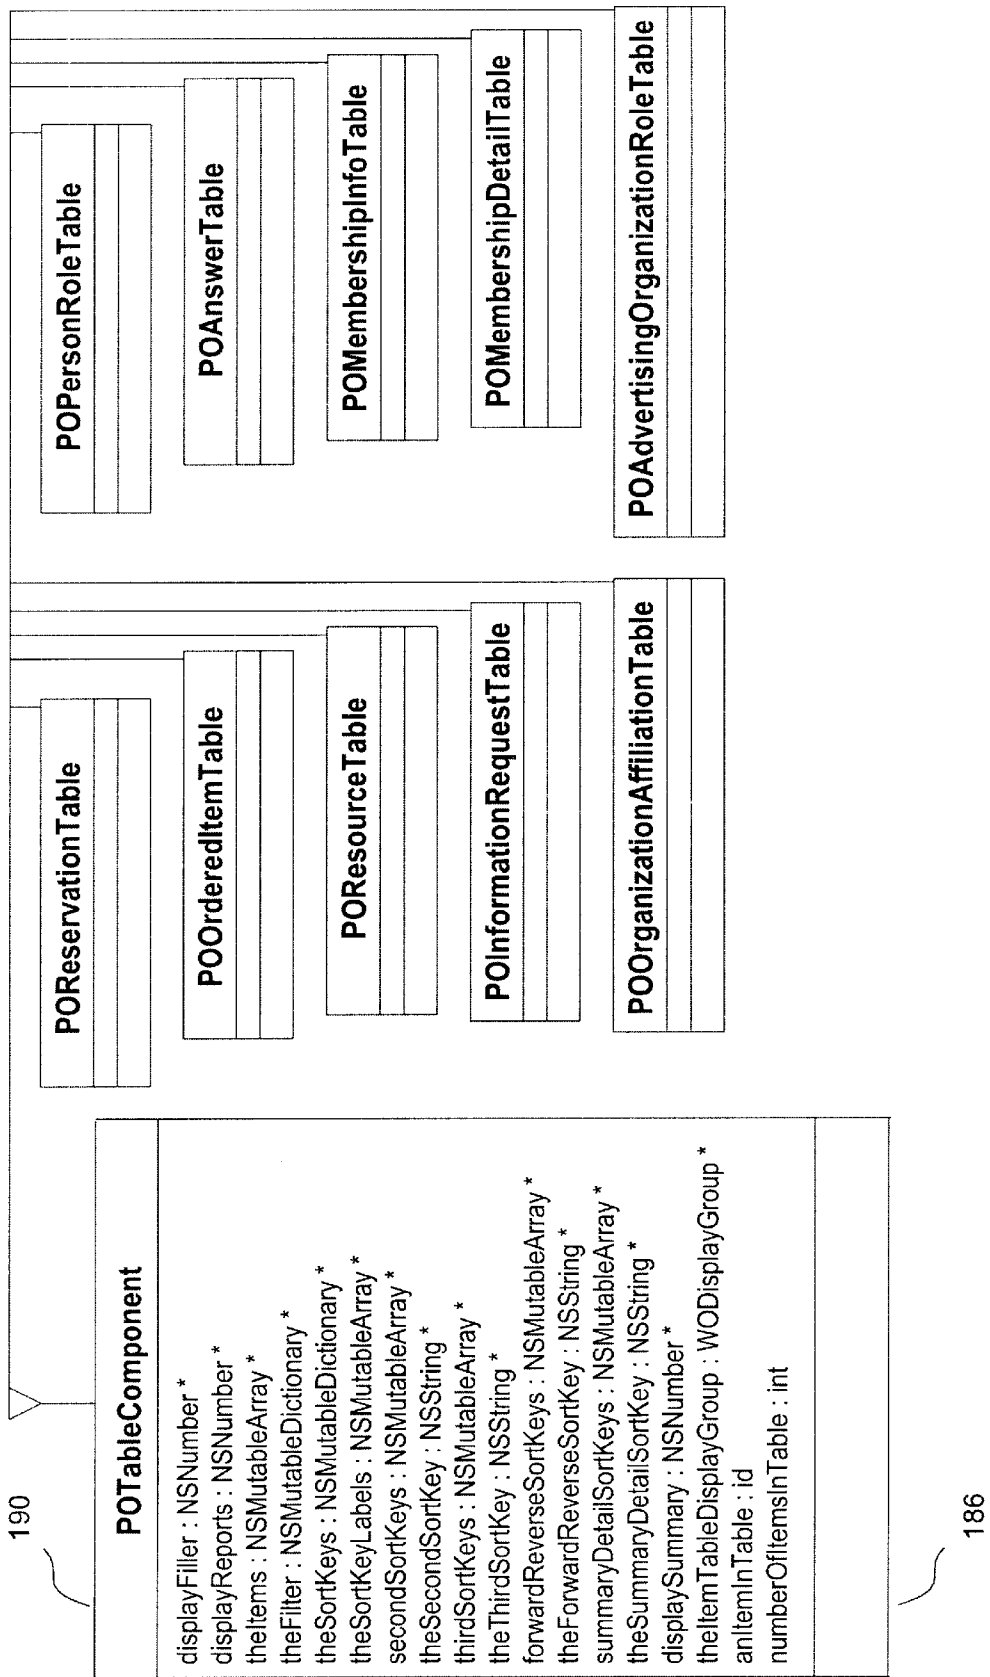 190
POTableComponent
displayFiller : NSNumber *
displayReports : NSNumber *
theItems : NSMutableArray *
theFilter : NSMutableDictionary *
theSortKeys : NSMutableDictionary *
theSortKeyLabels : NSMutableArray *
secondSortKeys : NSMutableArray *
theSecondSortKey : NSString *
thirdSortKeys : NSMutableArray *
theThirdSortKey : NSString *
forwardReverseSortKeys : NSMutableArray *
theForwardReverseSortKey : NSString *
summaryDetailSortKeys : NSMutableArray *
theSummaryDetailSortKey : NSString *
displaySummary : NSNumber *
theItemTableDisplayGroup : WODisplayGroup *
anItemInTable : id
numberOfItemsInTable : int
186
POReservationTable
POOrderedItemTable
POResourceTable
POInformationRequestTable
POOrganizationAffiliationTable
POPersonRoleTable
POAnswerTable
POMembershipInfoTable
POMembershipDetailTable
POAdvertisingOrganizationRoleTable